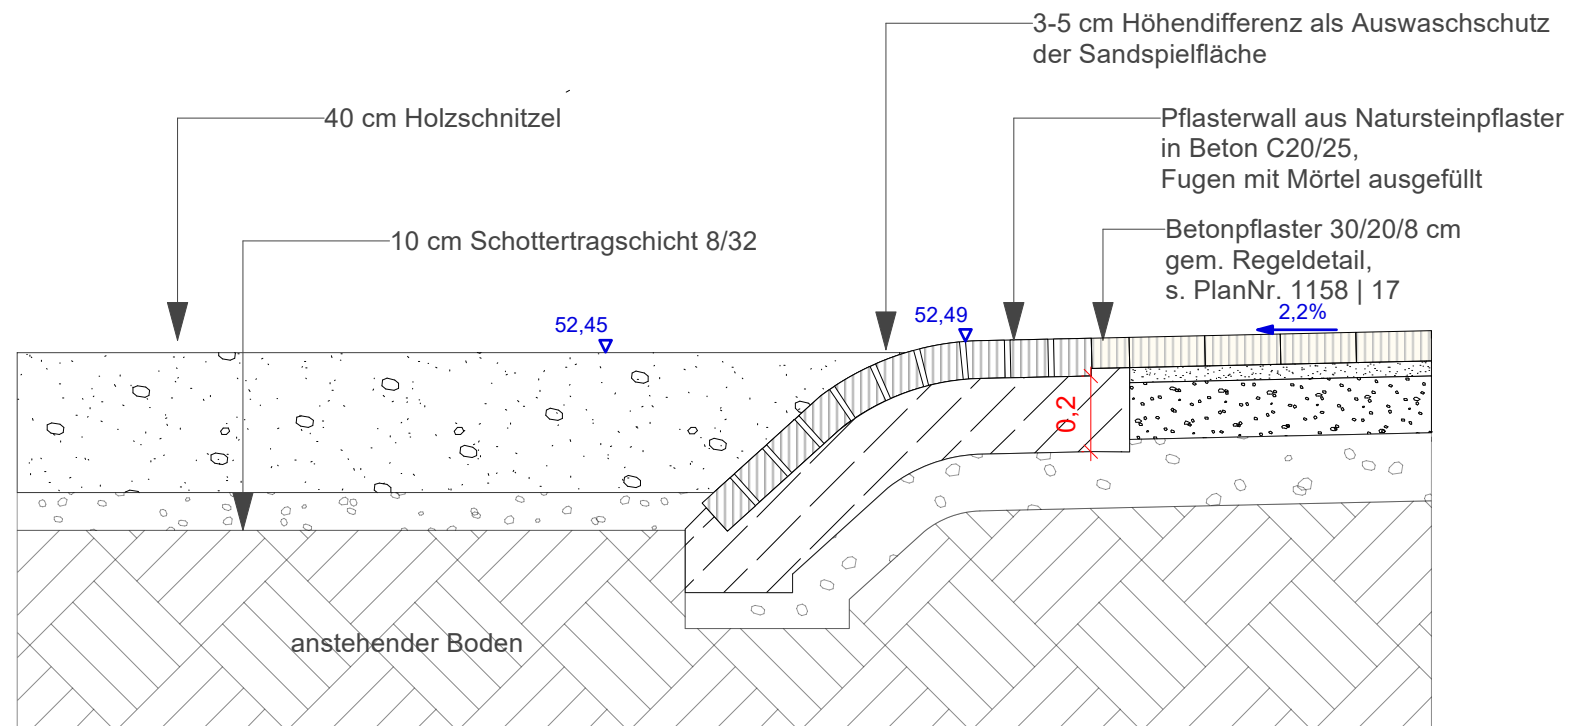 3-5 cm Höhendifferenz als Auswaschschutz
der Sandspielfläche
40 cm Holzschnitzel
Pflasterwall aus Natursteinpflaster
in Beton C20/25,
Fugen mit Mörtel ausgefüllt
10 cm Schottertragschicht 8/32
Betonpflaster 30/20/8 cm
gem. Regeldetail,
s. PlanNr. 1158 | 17
52,45
52,49
2,2%
0,2
anstehender Boden